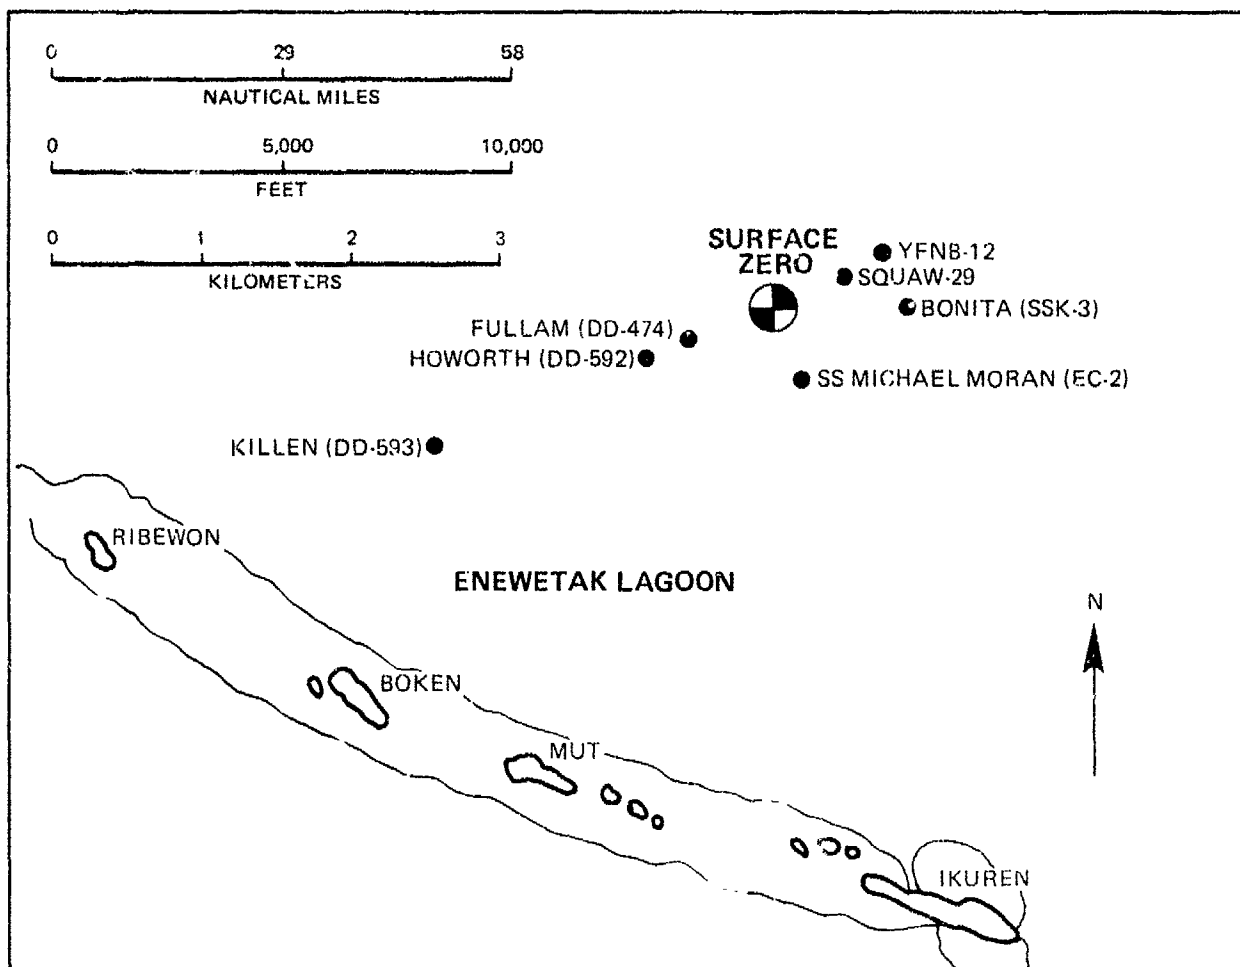 0 29 58
NAUTICAL MILES
0 5,000 10,000
FEET
0 1 2 3
KILOMETERS
SURFACE
ZERO
YFNB-12
SQUAW-29
BONITA (SSK-3)
FULLAM (DD-474)
HOWORTH (DD-592)
SS MICHAEL MORAN (EC-2)
KILLEN (DD-593)
RIBEWON
ENEWETAK LAGOON
N
BOKEN
MUT
IKUREN